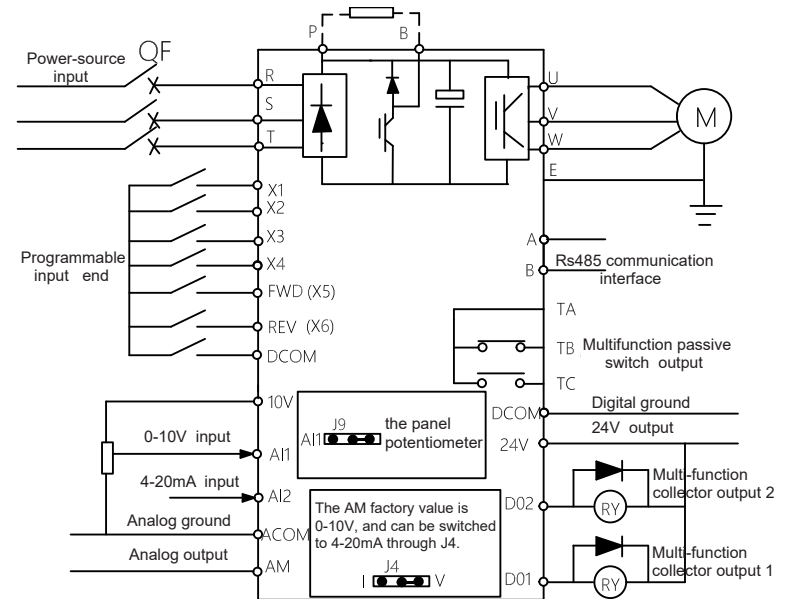 P
B
QF
Power-source
input
R
S
T
U
V
W
E
M
X1
X2
X3
X4
FWD (X5)
REV (X6)
DCOM
Programmable
input end
A
B
Rs485 communication
interface
TA
TB
TC
Multifunction passive
switch output
DCOM
Digital ground
24V
24V output
10V
0-10V input
AI1
4-20mA input
AI2
Analog ground
ACOM
Analog output
AM
J9
AI1
the panel
potentiometer
The AM factory value is
0-10V, and can be switched
to 4-20mA through J4.
J4
I
V
D02
RY
Multi-function
collector output 2
D01
RY
Multi-function
collector output 1